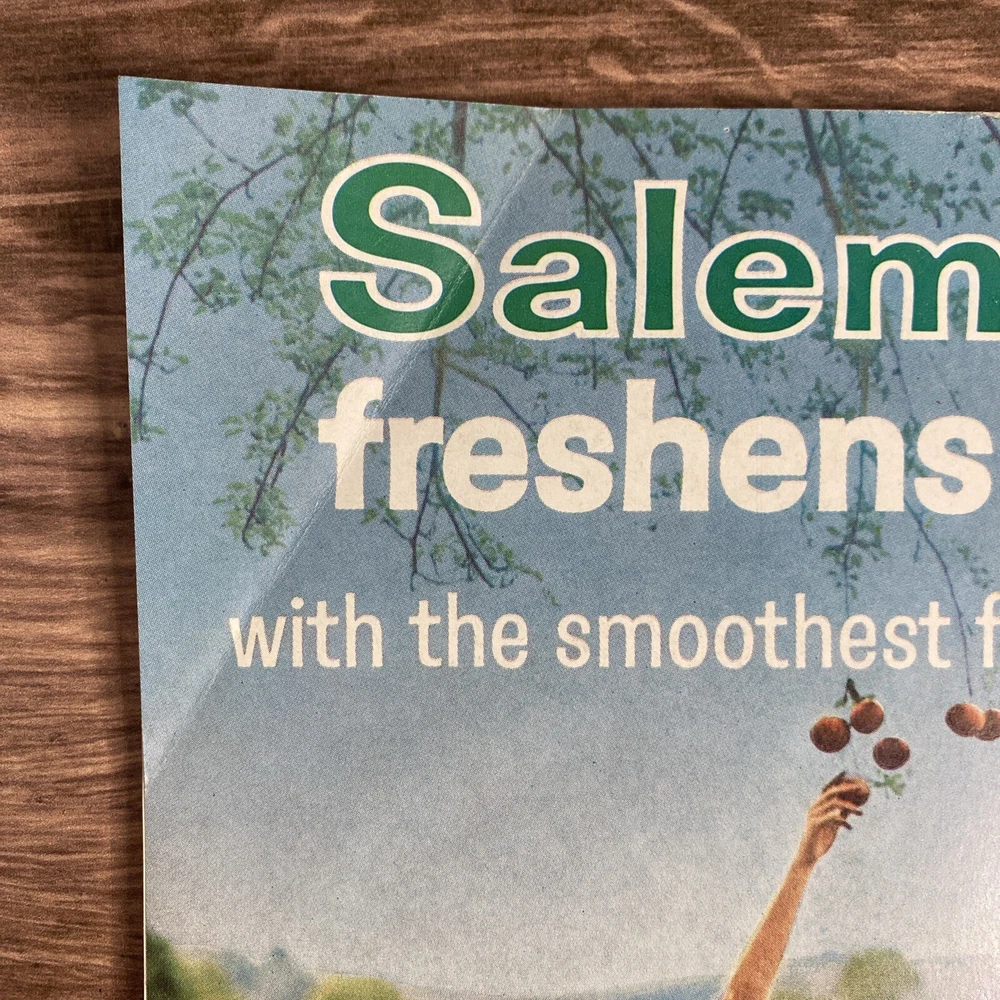 Salem
freshens
with the smoothest f